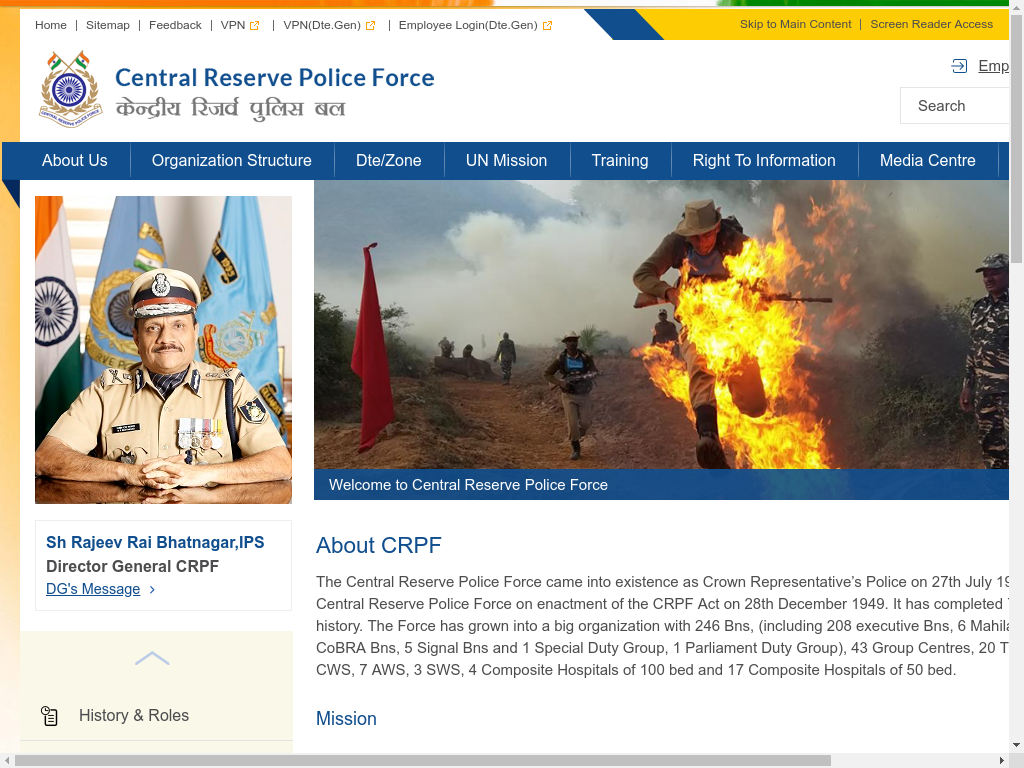 Home | Sitemap | Feedback | VPN | VPN(Dte.Gen) | Employee Login(Dte.Gen)
Skip to Main Content | Screen Reader Access
Central Reserve Police Force
केन्द्रीय रिजर्व पुलिस बल
Emp
Search
About Us
Organization Structure
Dte/Zone
UN Mission
Training
Right To Information
Media Centre
Welcome to Central Reserve Police Force
Sh Rajeev Rai Bhatnagar,IPS
Director General CRPF
DG's Message
History & Roles
About CRPF
The Central Reserve Police Force came into existence as Crown Representative’s Police on 27th July 19
Central Reserve Police Force on enactment of the CRPF Act on 28th December 1949. It has completed
history. The Force has grown into a big organization with 246 Bns, (including 208 executive Bns, 6 Mahila
CoBRA Bns, 5 Signal Bns and 1 Special Duty Group, 1 Parliament Duty Group), 43 Group Centres, 20 T
CWS, 7 AWS, 3 SWS, 4 Composite Hospitals of 100 bed and 17 Composite Hospitals of 50 bed.
Mission